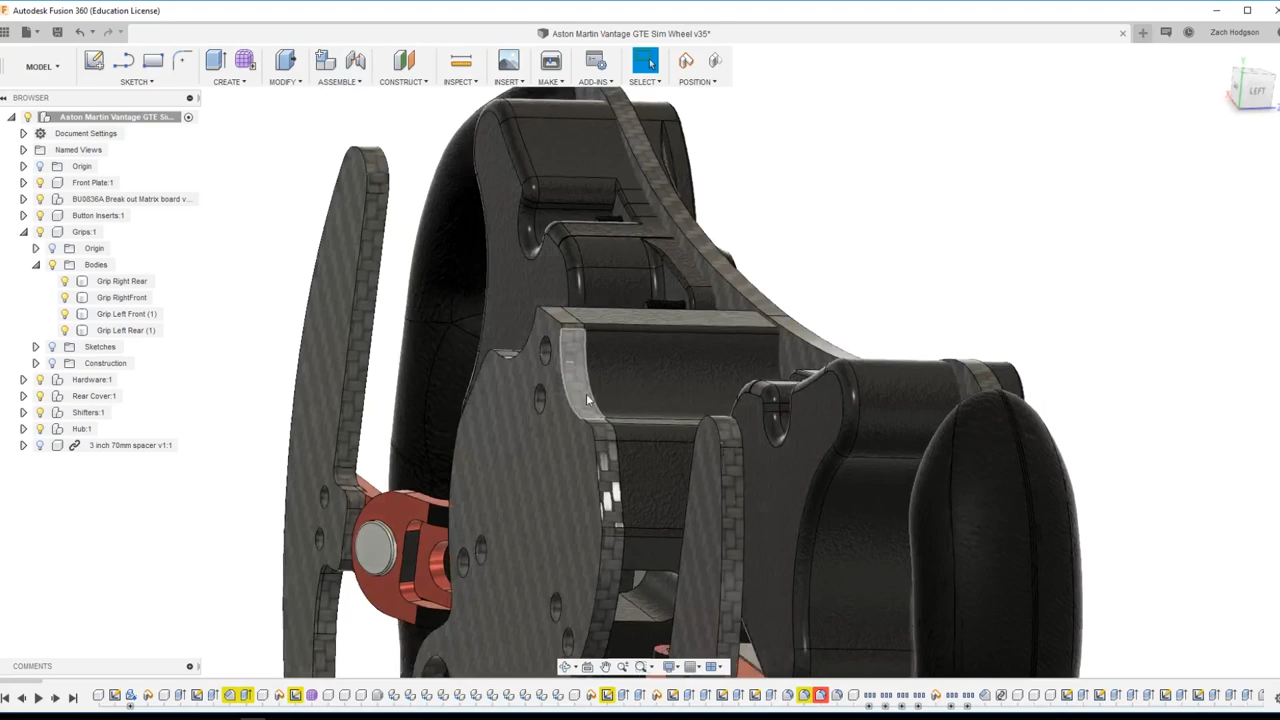 Autodesk Fusion 360 (Education License)
Aston Martin Vantage GTE Sim Wheel v35*
Zach Hodgson
MODEL
SKETCH
CREATE
MODIFY
ASSEMBLE
CONSTRUCT
INSPECT
INSERT
MAKE
ADD-INS
SELECT
POSITION
LEFT
BROWSER
Aston Martin Vantage GTE Si...
Document Settings
Named Views
Origin
Front Plate:1
BU0836A Break out Matrix board v...
Button Inserts:1
Grips:1
Origin
Bodies
Grip Right Rear
Grip RightFront
Grip Left Front (1)
Grip Left Rear (1)
Sketches
Construction
Hardware:1
Rear Cover:1
Shifters:1
Hub:1
3 inch 70mm spacer v1:1
COMMENTS